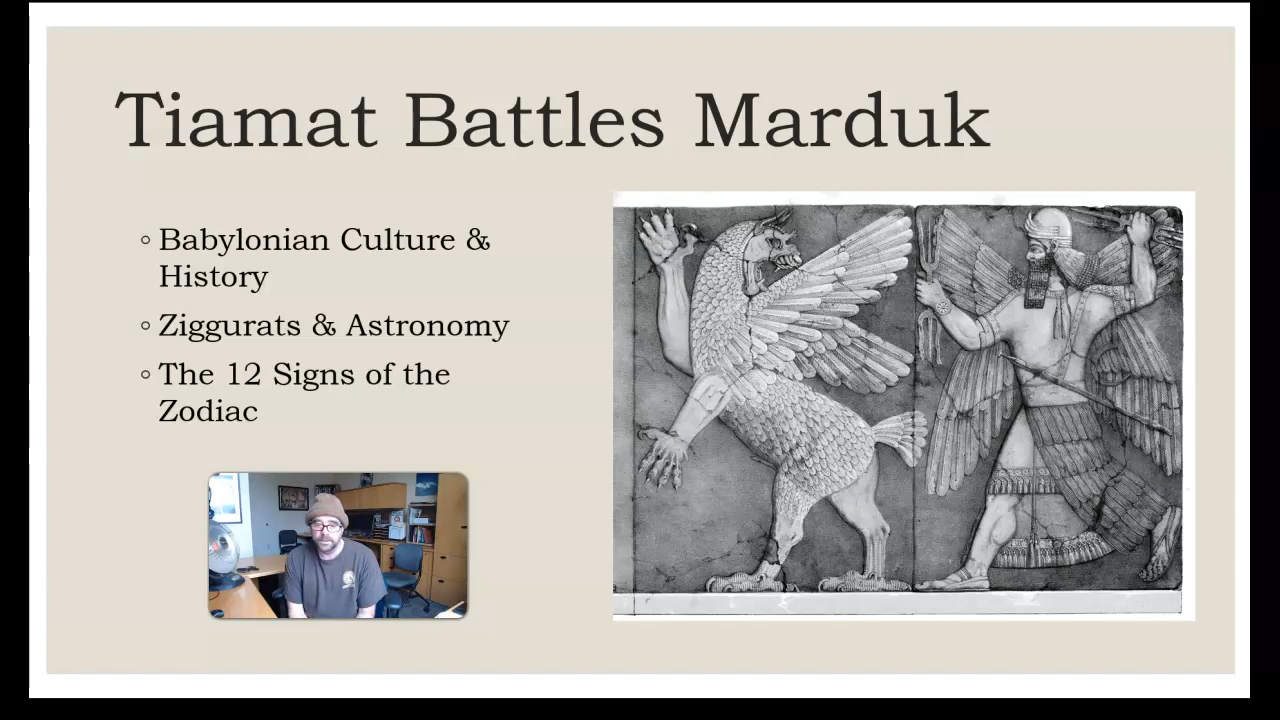 Tiamat Battles Marduk
◦ Babylonian Culture &
History
◦ Ziggurats & Astronomy
◦ The 12 Signs of the
Zodiac